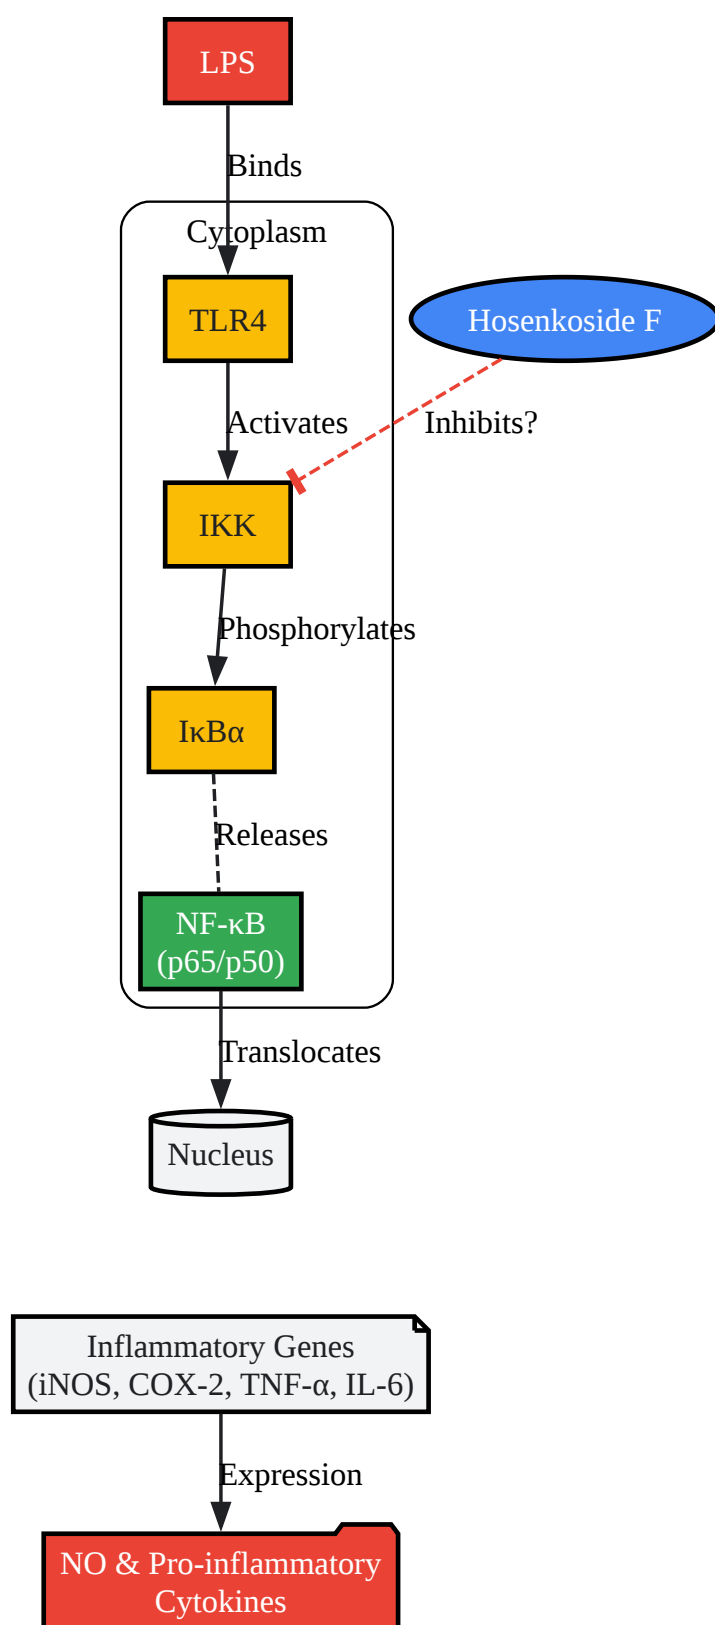 LPS
Binds
Cytoplasm
TLR4
Hosenkoside F
Activates
Inhibits?
IKK
Phosphorylates
IκBα
Releases
NF-κB
(p65/p50)
Translocates
Nucleus
Inflammatory Genes
(iNOS, COX-2, TNF-α, IL-6)
Expression
NO & Pro-inflammatory
Cytokines